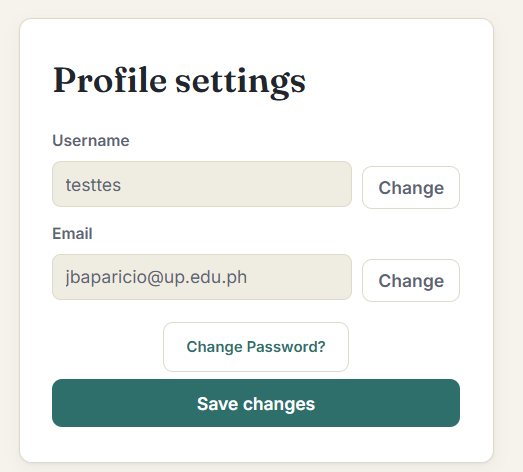 Profile settings
Username
testtes
Change
Email
jbaparicio@up.edu.ph
Change
Change Password?
Save changes